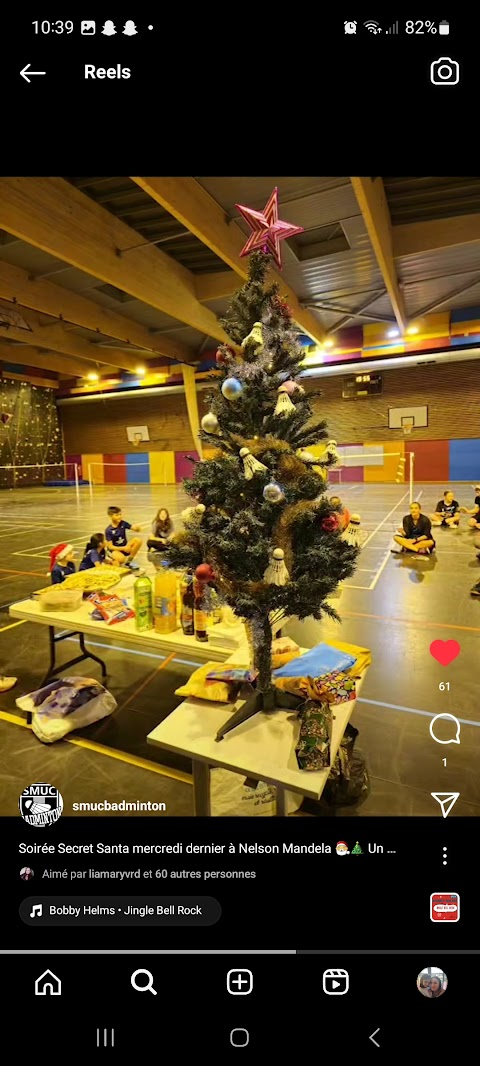 10:39
82%
Reels
61
1
SMUC
BADMINTON
smucbadminton
Soirée Secret Santa mercredi dernier à Nelson Mandela 🎅🎄 Un ...
Aimé par liamaryvrd et 60 autres personnes
Bobby Helms • Jingle Bell Rock